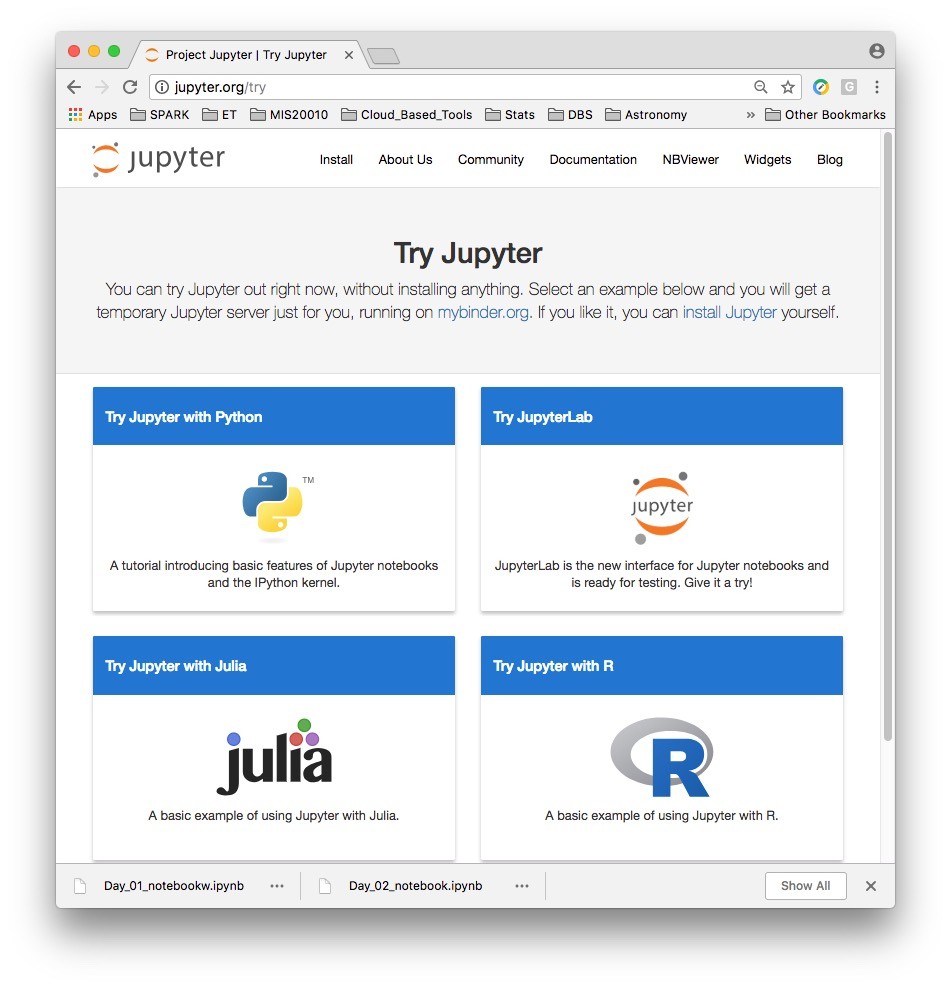 Project Jupyter | Try Jupyter
jupyter.org/try
Apps SPARK ET MIS20010 Cloud_Based_Tools Stats DBS Astronomy » Other Bookmarks
jupyter Install About Us Community Documentation NBViewer Widgets Blog
Try Jupyter
You can try Jupyter out right now, without installing anything. Select an example below and you will get a
temporary Jupyter server just for you, running on mybinder.org. If you like it, you can install Jupyter yourself.
Try Jupyter with Python
TM
A tutorial introducing basic features of Jupyter notebooks
and the IPython kernel.
Try JupyterLab
jupyter
JupyterLab is the new interface for Jupyter notebooks and
is ready for testing. Give it a try!
Try Jupyter with Julia
julia
A basic example of using Jupyter with Julia.
Try Jupyter with R
R
A basic example of using Jupyter with R.
Day_01_notebookw.ipynb Day_02_notebook.ipynb Show All